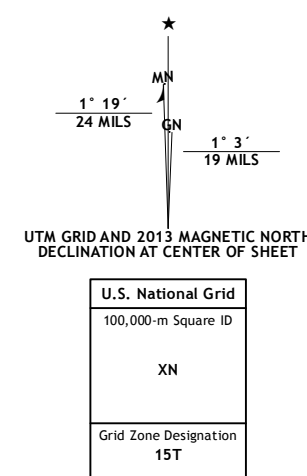 ★
MN
1° 19´
24 MILS
GN
1° 3´
19 MILS
UTM GRID AND 2013 MAGNETIC NORTH
DECLINATION AT CENTER OF SHEET
U.S. National Grid
100,000-m Square ID
XN
Grid Zone Designation
15T